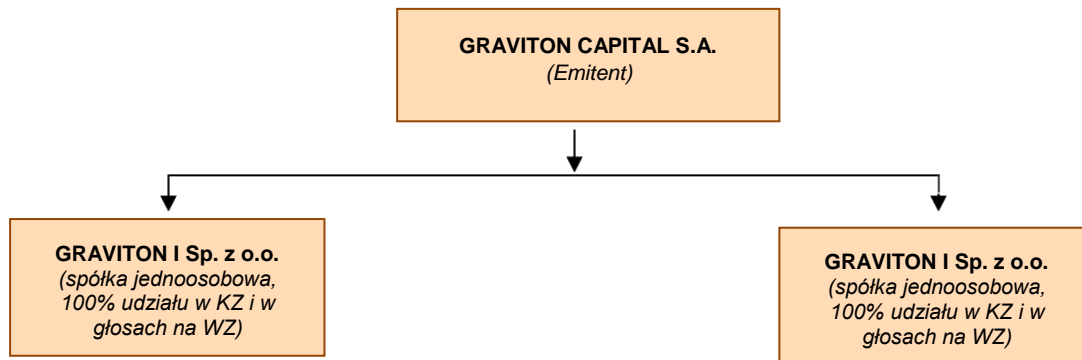 GRAVITON CAPITAL S.A.
(Emitent)
GRAVITON I Sp. z o.o.
(spółka jednoosobowa,
100% udziału w KZ i w
głosach na WZ)
GRAVITON I Sp. z o.o.
(spółka jednoosobowa,
100% udziału w KZ i w
głosach na WZ)